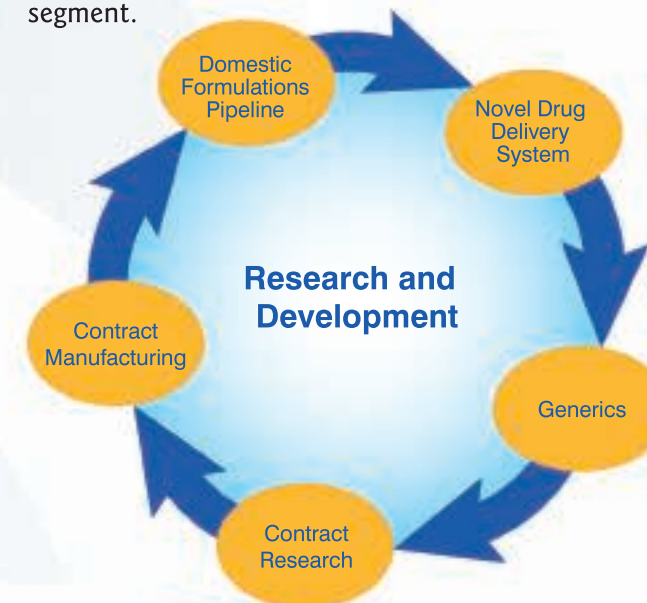 segment.
Domestic
Formulations
Pipeline
Novel Drug
Delivery
System
Research and
Development
Contract
Manufacturing
Generics
Contract
Research